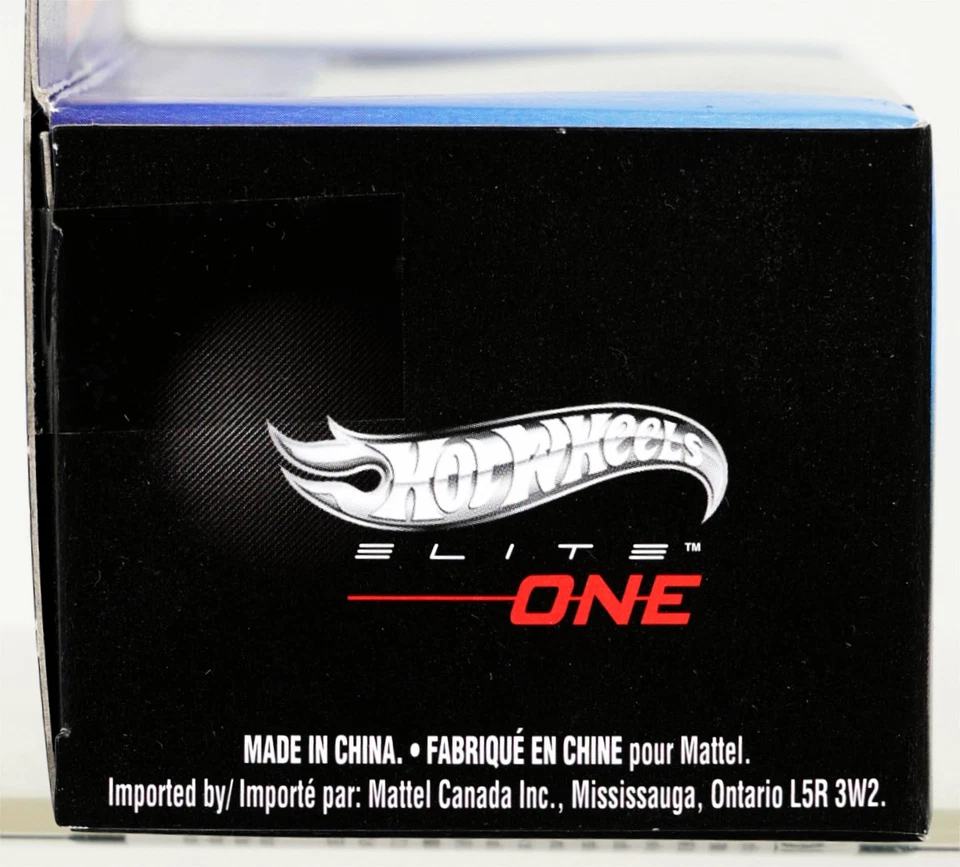 HOT WHEELS
ELITE™
ONE
MADE IN CHINA. • FABRIQUÉ EN CHINE pour Mattel.
Imported by/ Importé par: Mattel Canada Inc., Mississauga, Ontario L5R 3W2.